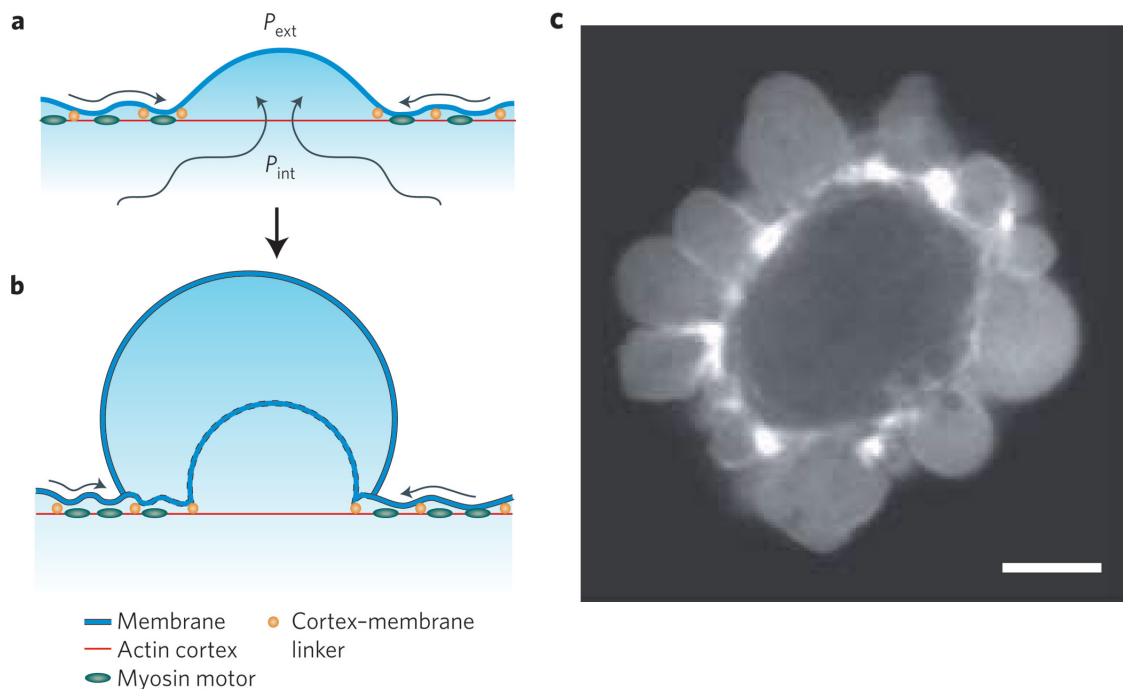 a
P_ext
P_int
b
Membrane
Actin cortex
Myosin motor
Cortex–membrane
linker
c